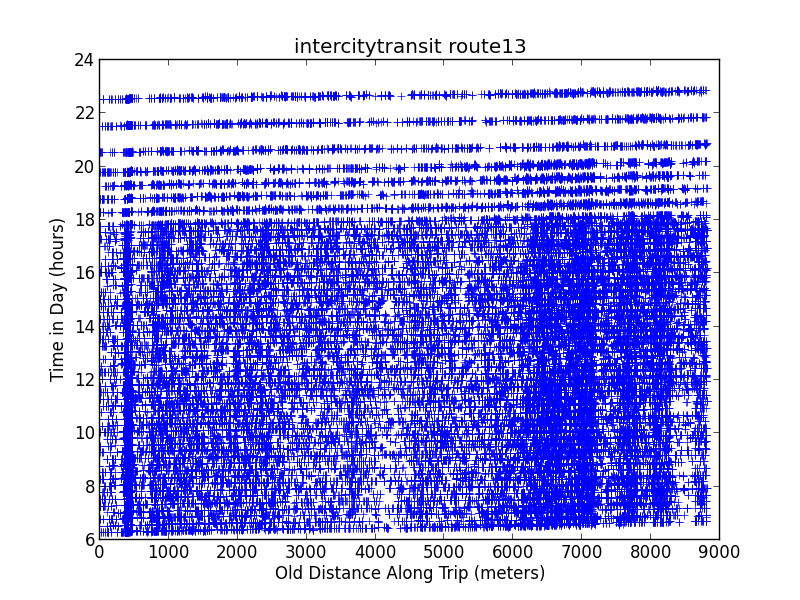 intercitytransit route13
24
22
20
18
16
14
12
10
8
6
Time in Day (hours)
0 1000 2000 3000 4000 5000 6000 7000 8000 9000
Old Distance Along Trip (meters)